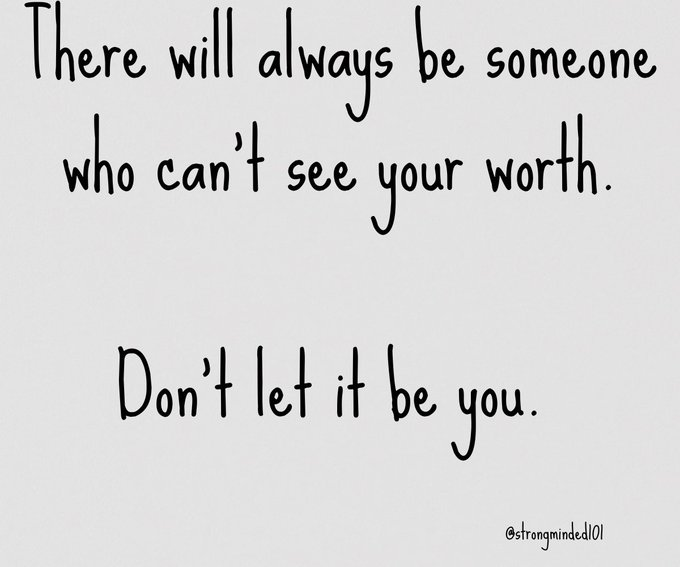 There will always be someone
who can't see your worth.
Don't let it be you.
@strongminded101